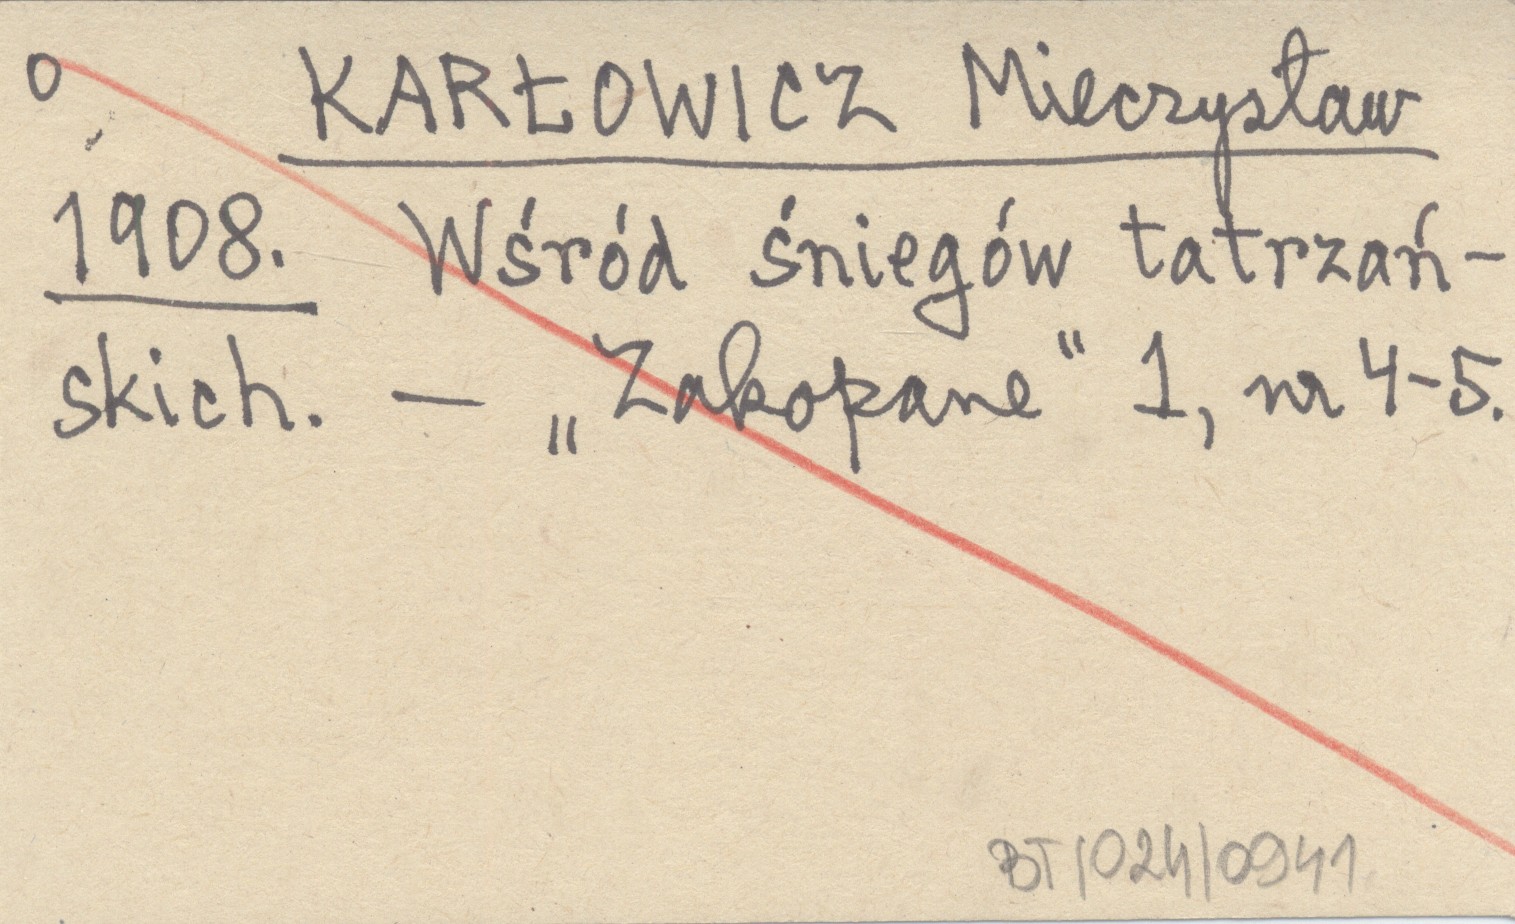 O KARŁOWICZ Mieczysław
1908. Wśród śniegów tatrzań-
skich. — „Zakopane" 1, nr 4-5.
BT/024/0941